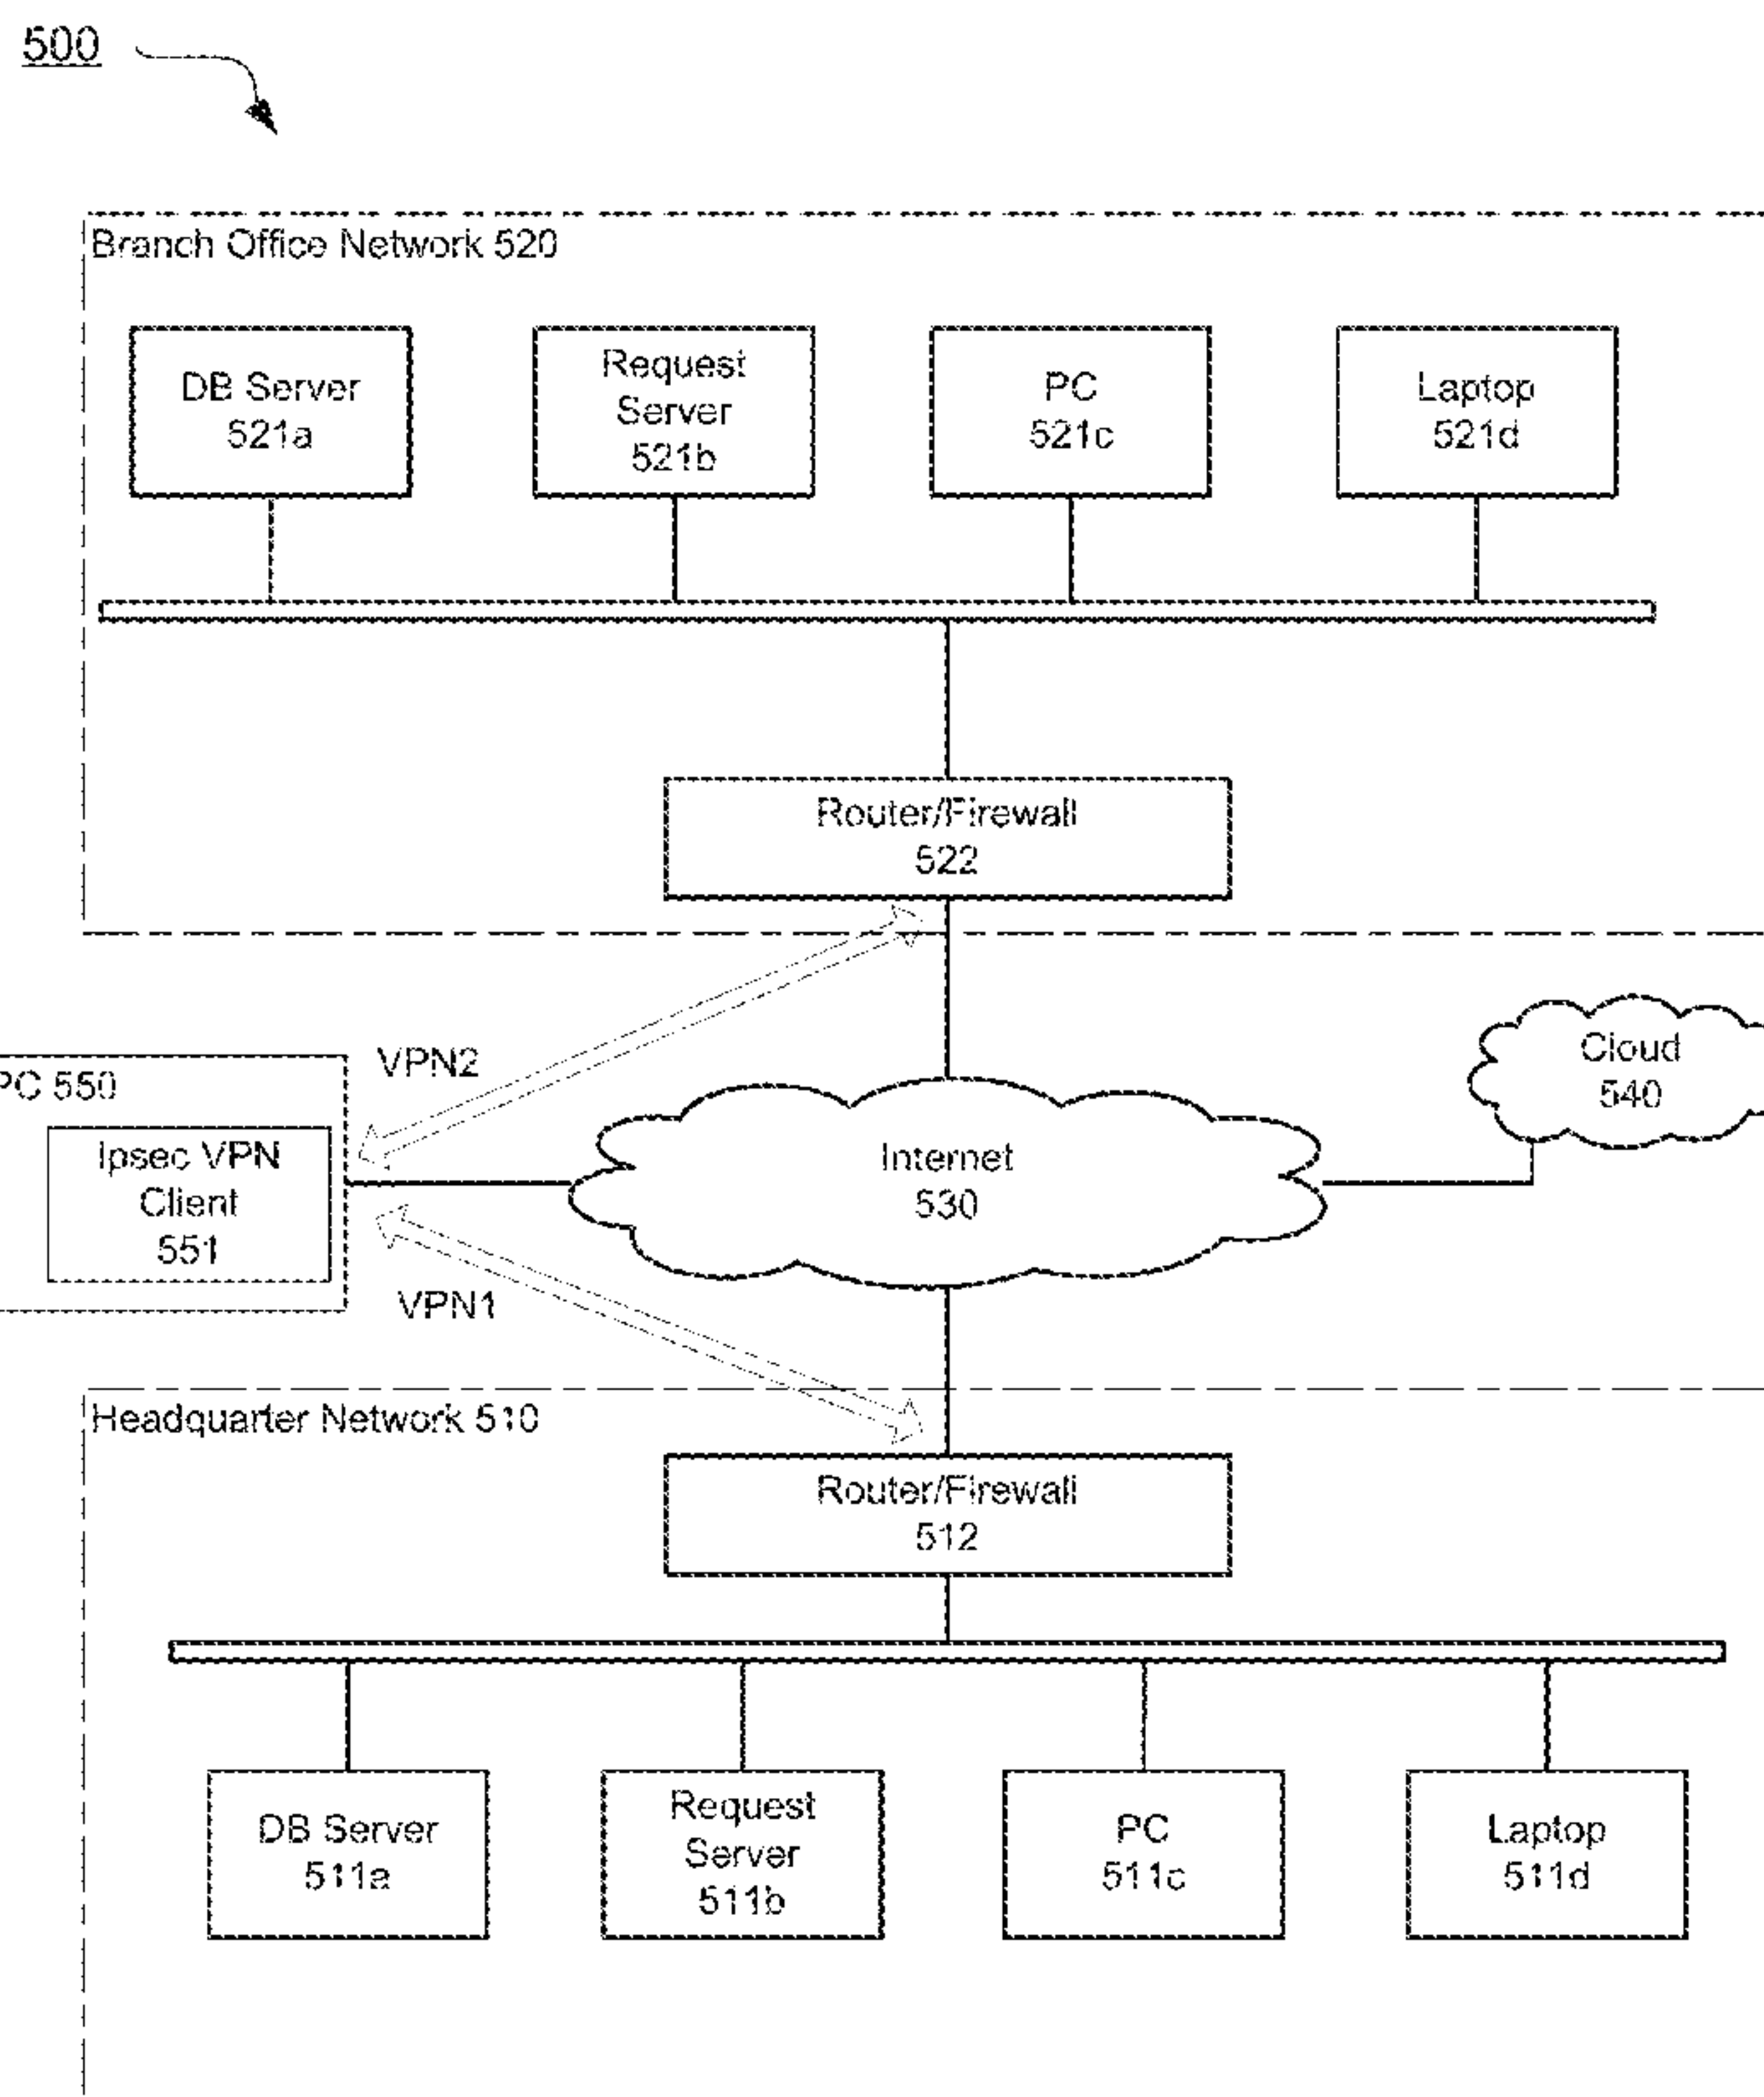 500
Branch Office Network 520
DB Server
521a
Request
Server
521b
PC
521c
Laptop
521d
Router/Firewall
522
VPN2
Cloud
540
PC 550
Ipsec VPN
Client
551
Internet
530
VPN1
Headquarter Network 510
Router/Firewall
512
DB Server
511a
Request
Server
511b
PC
511c
Laptop
511d